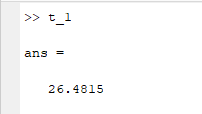 >> t_1
ans =
26.4815